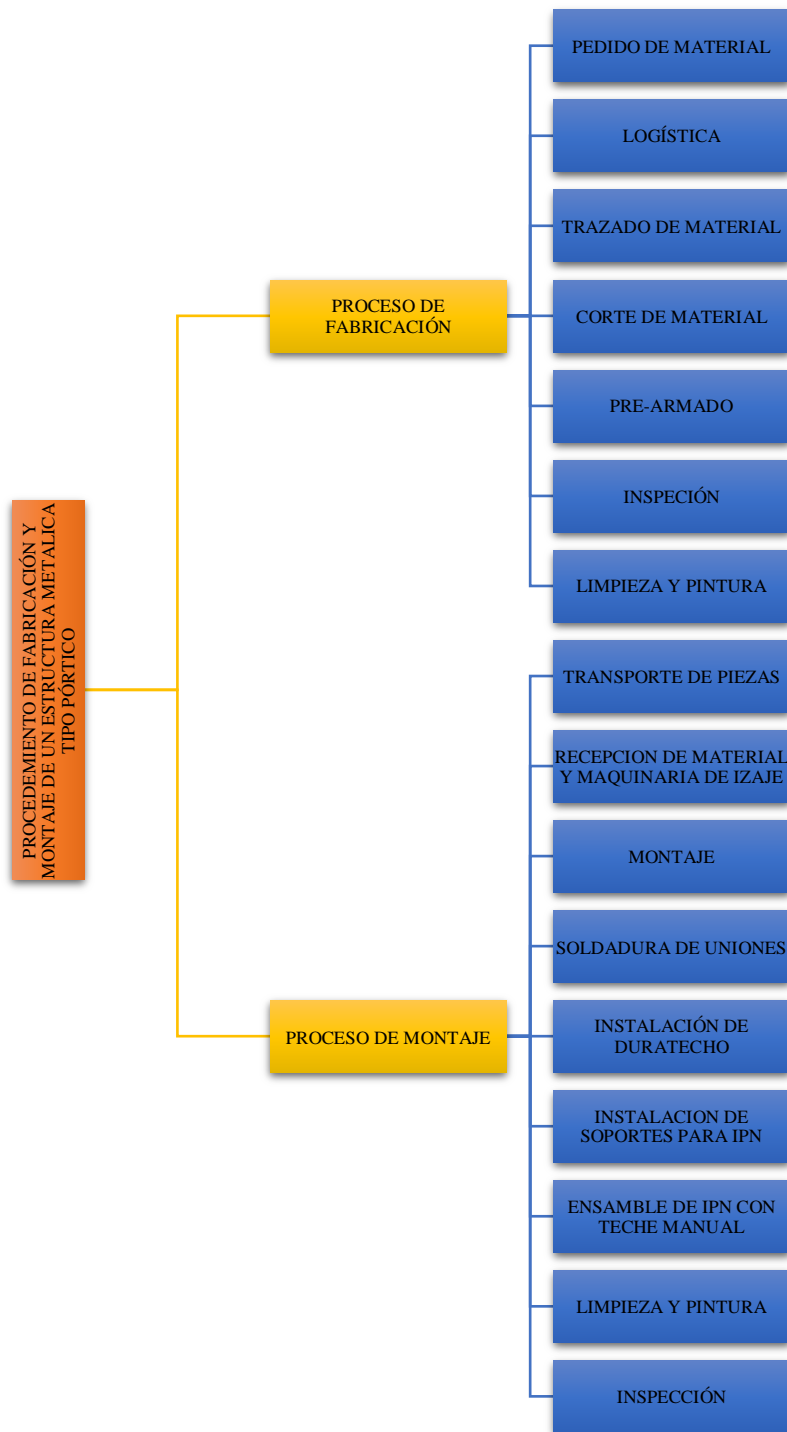 PROCEDEMIENTO DE FABRICACIÓN Y
MONTAJE DE UN ESTRUCTURA METALICA
TIPO PÓRTICO
PROCESO DE
FABRICACIÓN
PEDIDO DE MATERIAL
LOGÍSTICA
TRAZADO DE MATERIAL
CORTE DE MATERIAL
PRE-ARMADO
INSPECIÓN
LIMPIEZA Y PINTURA
PROCESO DE MONTAJE
TRANSPORTE DE PIEZAS
RECEPCION DE MATERIAL
Y MAQUINARIA DE IZAJE
MONTAJE
SOLDADURA DE UNIONES
INSTALACIÓN DE
DURATECHO
INSTALACION DE
SOPORTES PARA IPN
ENSAMBLE DE IPN CON
TECHE MANUAL
LIMPIEZA Y PINTURA
INSPECCIÓN